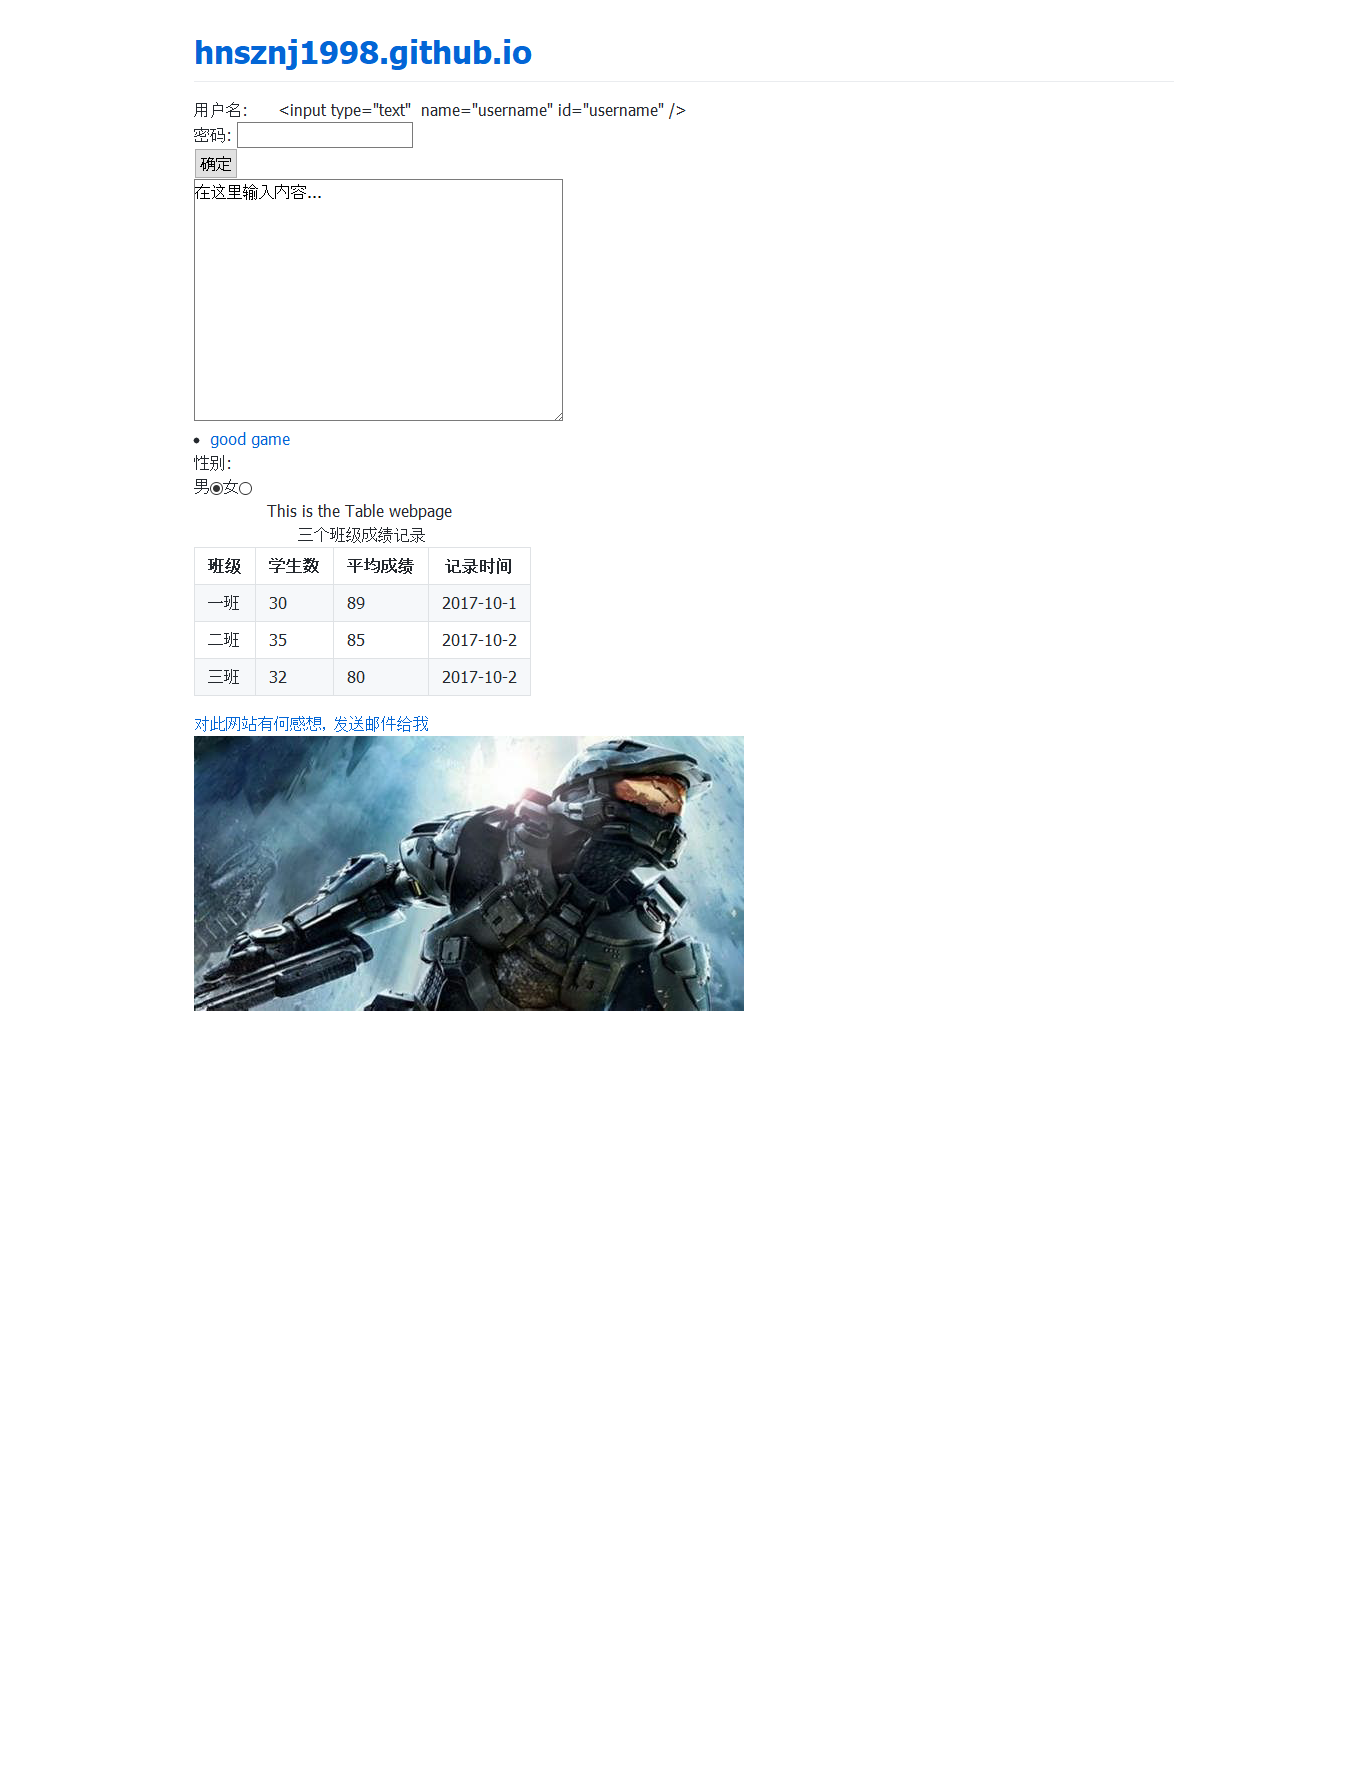 hnsznj1998.github.io
用户名:　　<input type="text"  name="username" id="username" />
密码:
确定
在这里输入内容...
good game
性别:
男女
This is the Table webpage
三个班级成绩记录
班级 学生数 平均成绩 记录时间
一班 30 89 2017-10-1
二班 35 85 2017-10-2
三班 32 80 2017-10-2
对此网站有何感想, 发送邮件给我